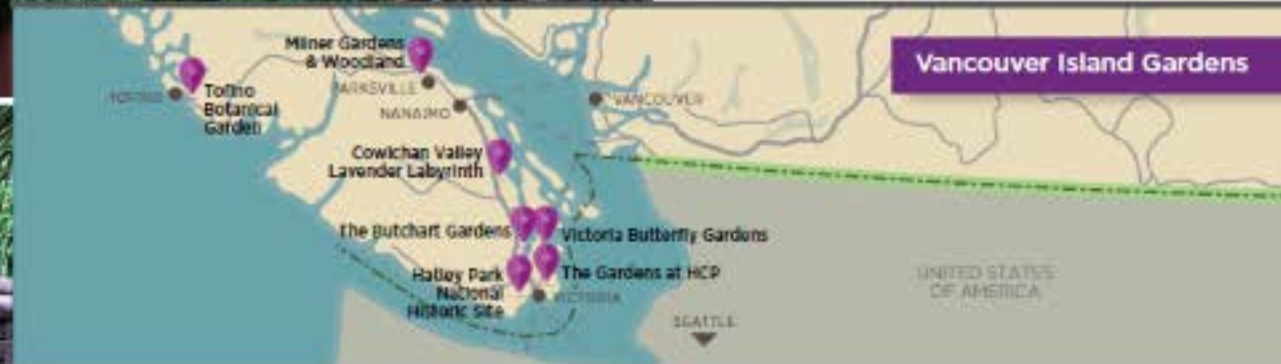 Vancouver Island Gardens
Milner Gardens
& Woodland
TOFINO
Tofino
Botanical
Garden
PARKSVILLE
NANAIMO
VANCOUVER
Cowichan Valley
Lavender Labyrinth
The Butchart Gardens
Victoria Butterfly Gardens
Hatley Park
National
Historic Site
The Gardens at HCP
VICTORIA
SEATTLE
UNITED STATES
OF AMERICA